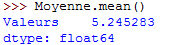 >>> Moyenne.mean()
Valeurs    5.245283
dtype: float64